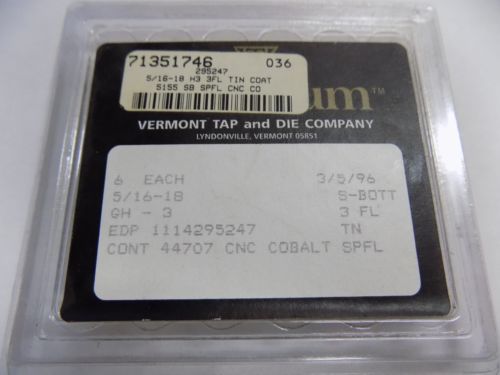 71351746 036
295247
5/16-18 H3 3FL TIN COAT
5155 SB SPFL CNC CO
um™
VERMONT TAP and DIE COMPANY
LYNDONVILLE, VERMONT 05851
6 EACH 3/5/96
5/16-18 S-BOTT
GH - 3 3 FL
EDP 1114295247 TN
CONT 44707 CNC COBALT SPFL